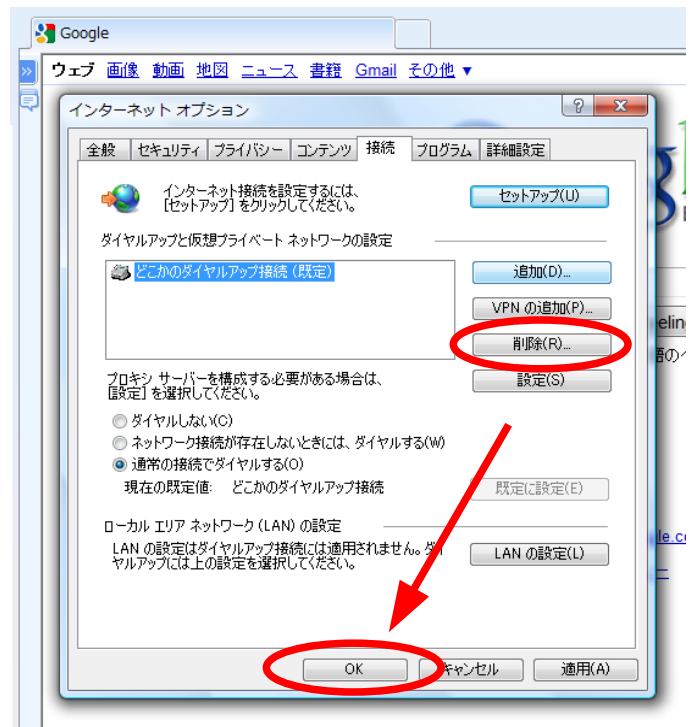 Google
ウェブ 画像 動画 地図 ニュース 書籍 Gmail その他 ▼
インターネット オプション
全般 セキュリティ プライバシー コンテンツ 接続 プログラム 詳細設定
インターネット接続を設定するには、
[セットアップ] をクリックしてください。
セットアップ(U)
ダイヤルアップと仮想プライベート ネットワークの設定
どこかのダイヤルアップ接続 (既定)
追加(D)...
VPN の追加(P)...
削除(R)...
プロキシ サーバーを構成する必要がある場合は、
[設定] を選択してください。
設定(S)
ダイヤルしない(C)
ネットワーク接続が存在しないときには、ダイヤルする(W)
通常の接続でダイヤルする(O)
現在の既定値: どこかのダイヤルアップ接続
既定に設定(E)
ローカル エリア ネットワーク (LAN) の設定
LAN の設定はダイヤルアップ接続には適用されません。ダイ
ヤルアップには上の設定を選択してください。
LAN の設定(L)
OK キャンセル 適用(A)